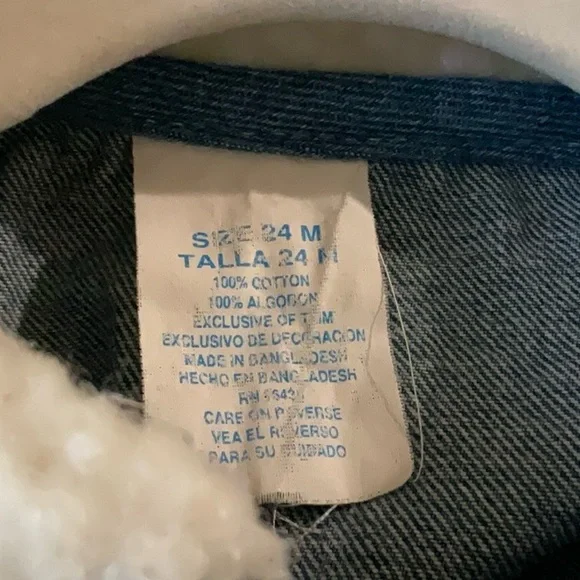 SIZE 24 M
TALLA 24 M
100% COTTON
100% ALGODON
EXCLUSIVE OF TRIM
EXCLUSIVO DE DECORACION
MADE IN BANGLADESH
HECHO EN BANGLADESH
RN
CARE ON REVERSE
VEA EL REVERSO
PARA SU CUIDADO